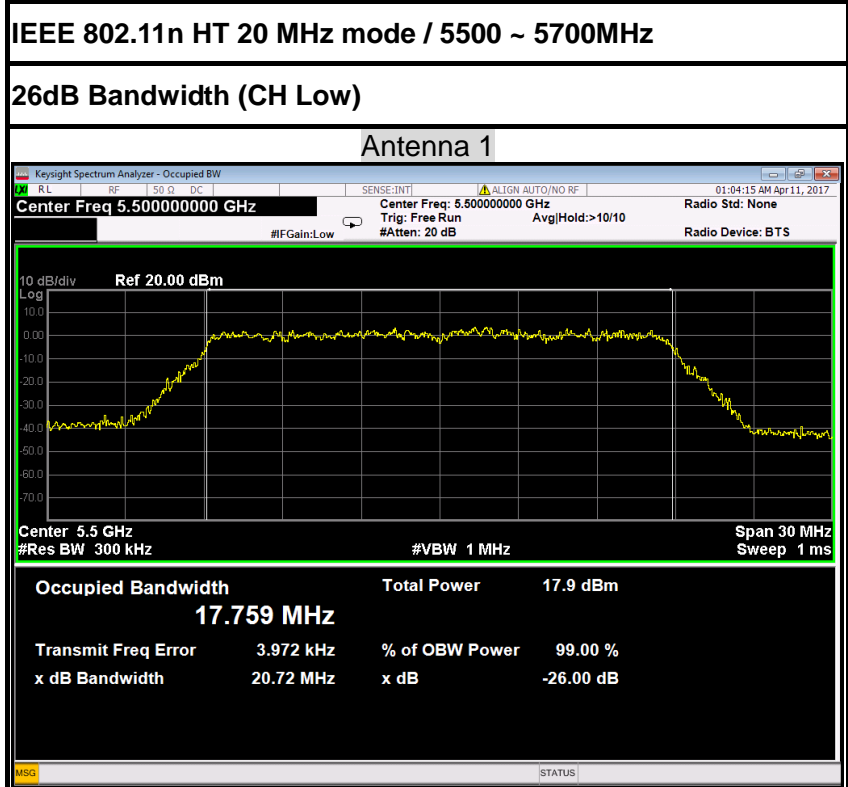 IEEE 802.11n HT 20 MHz mode / 5500 ~ 5700MHz
26dB Bandwidth (CH Low)
Antenna 1
Keysight Spectrum Analyzer - Occupied BW
LXI RL RF 50 Ω DC SENSE:INT ALIGN AUTO/NO RF 01:04:15 AM Apr 11, 2017
Center Freq 5.500000000 GHz Center Freq: 5.500000000 GHz Radio Std: None
Trig: Free Run Avg|Hold:>10/10
#IFGain:Low #Atten: 20 dB Radio Device: BTS
10 dB/div Ref 20.00 dBm
Log
10.0
0.00
-10.0
-20.0
-30.0
-40.0
-50.0
-60.0
-70.0
Center 5.5 GHz Span 30 MHz
#Res BW 300 kHz #VBW 1 MHz Sweep 1 ms
Occupied Bandwidth Total Power 17.9 dBm
17.759 MHz
Transmit Freq Error 3.972 kHz % of OBW Power 99.00 %
x dB Bandwidth 20.72 MHz x dB -26.00 dB
MSG STATUS